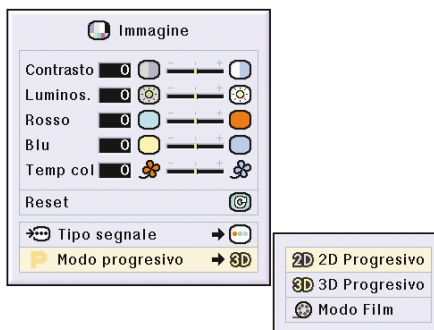 Immagine
Contrasto 0 - +
Luminos. 0 - +
Rosso 0 - +
Blu 0 - +
Temp col 0 - +
Reset
Tipo segnale
P Modo progresivo 3D
2D 2D Progresivo
3D 3D Progresivo
Modo Film